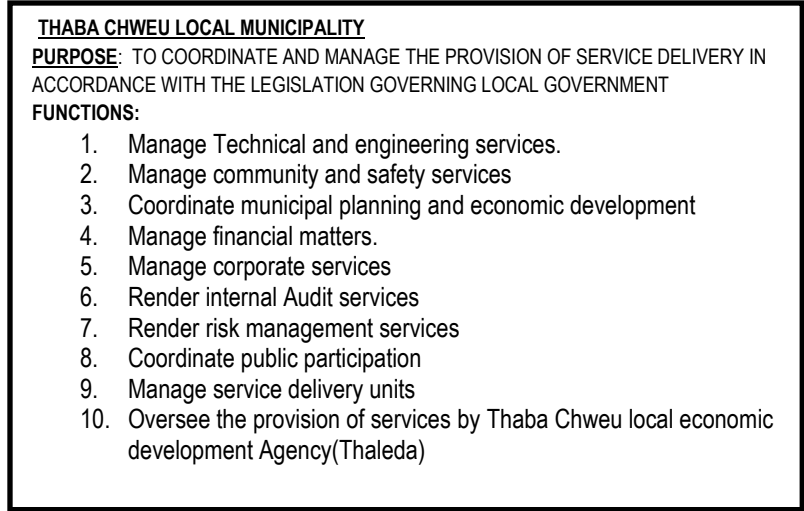 THABA CHWEU LOCAL MUNICIPALITY
PURPOSE: TO COORDINATE AND MANAGE THE PROVISION OF SERVICE DELIVERY IN
ACCORDANCE WITH THE LEGISLATION GOVERNING LOCAL GOVERNMENT
FUNCTIONS:
1. Manage Technical and engineering services.
2. Manage community and safety services
3. Coordinate municipal planning and economic development
4. Manage financial matters.
5. Manage corporate services
6. Render internal Audit services
7. Render risk management services
8. Coordinate public participation
9. Manage service delivery units
10. Oversee the provision of services by Thaba Chweu local economic
development Agency(Thaleda)